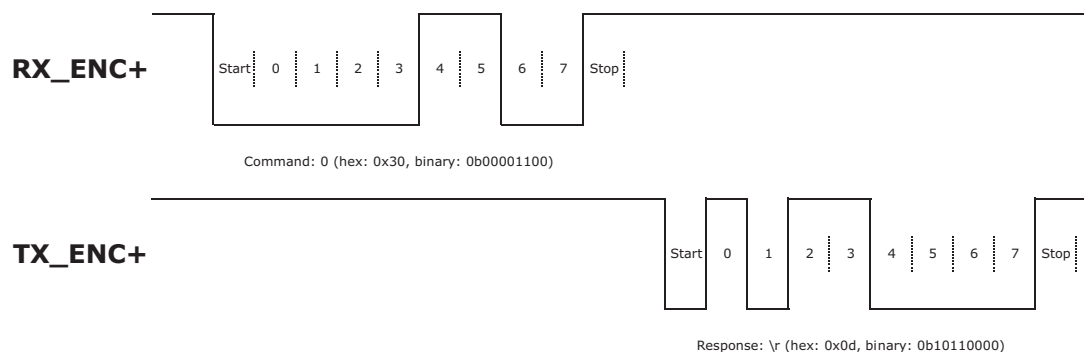 RX_ENC+
Start 0 1 2 3 4 5 6 7 Stop
Command: 0 (hex: 0x30, binary: 0b00001100)
TX_ENC+
Start 0 1 2 3 4 5 6 7 Stop
Response: \r (hex: 0x0d, binary: 0b10110000)